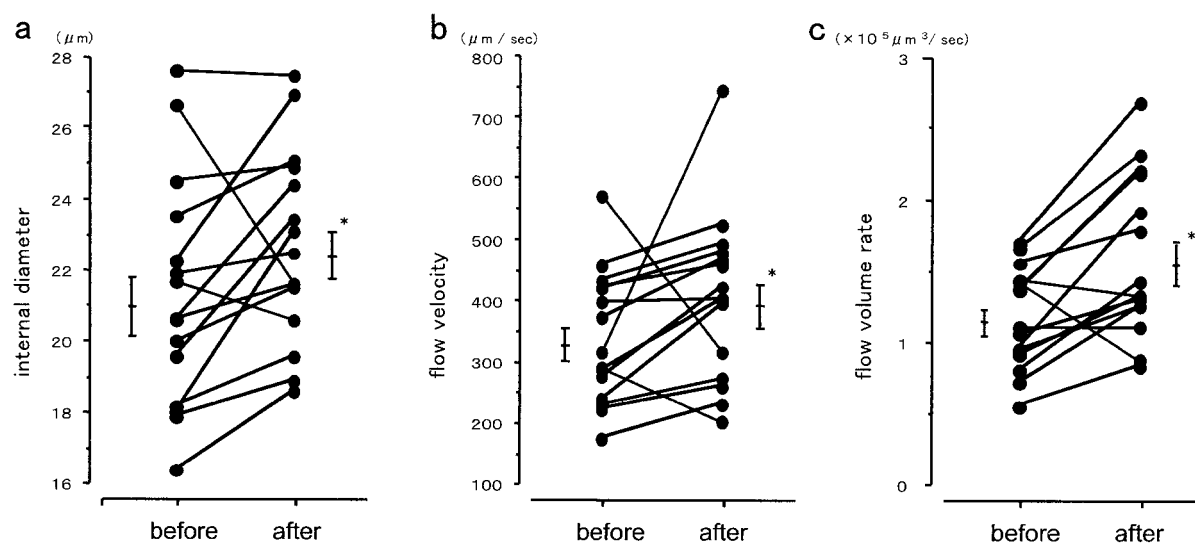 a
(μm)
28
26
24
22
20
18
16
internal diameter
*
before
after
b
(μm / sec)
800
700
600
500
400
300
200
100
flow velocity
*
before
after
c
(×10⁵μm³/ sec)
3
2
1
0
flow volume rate
*
before
after